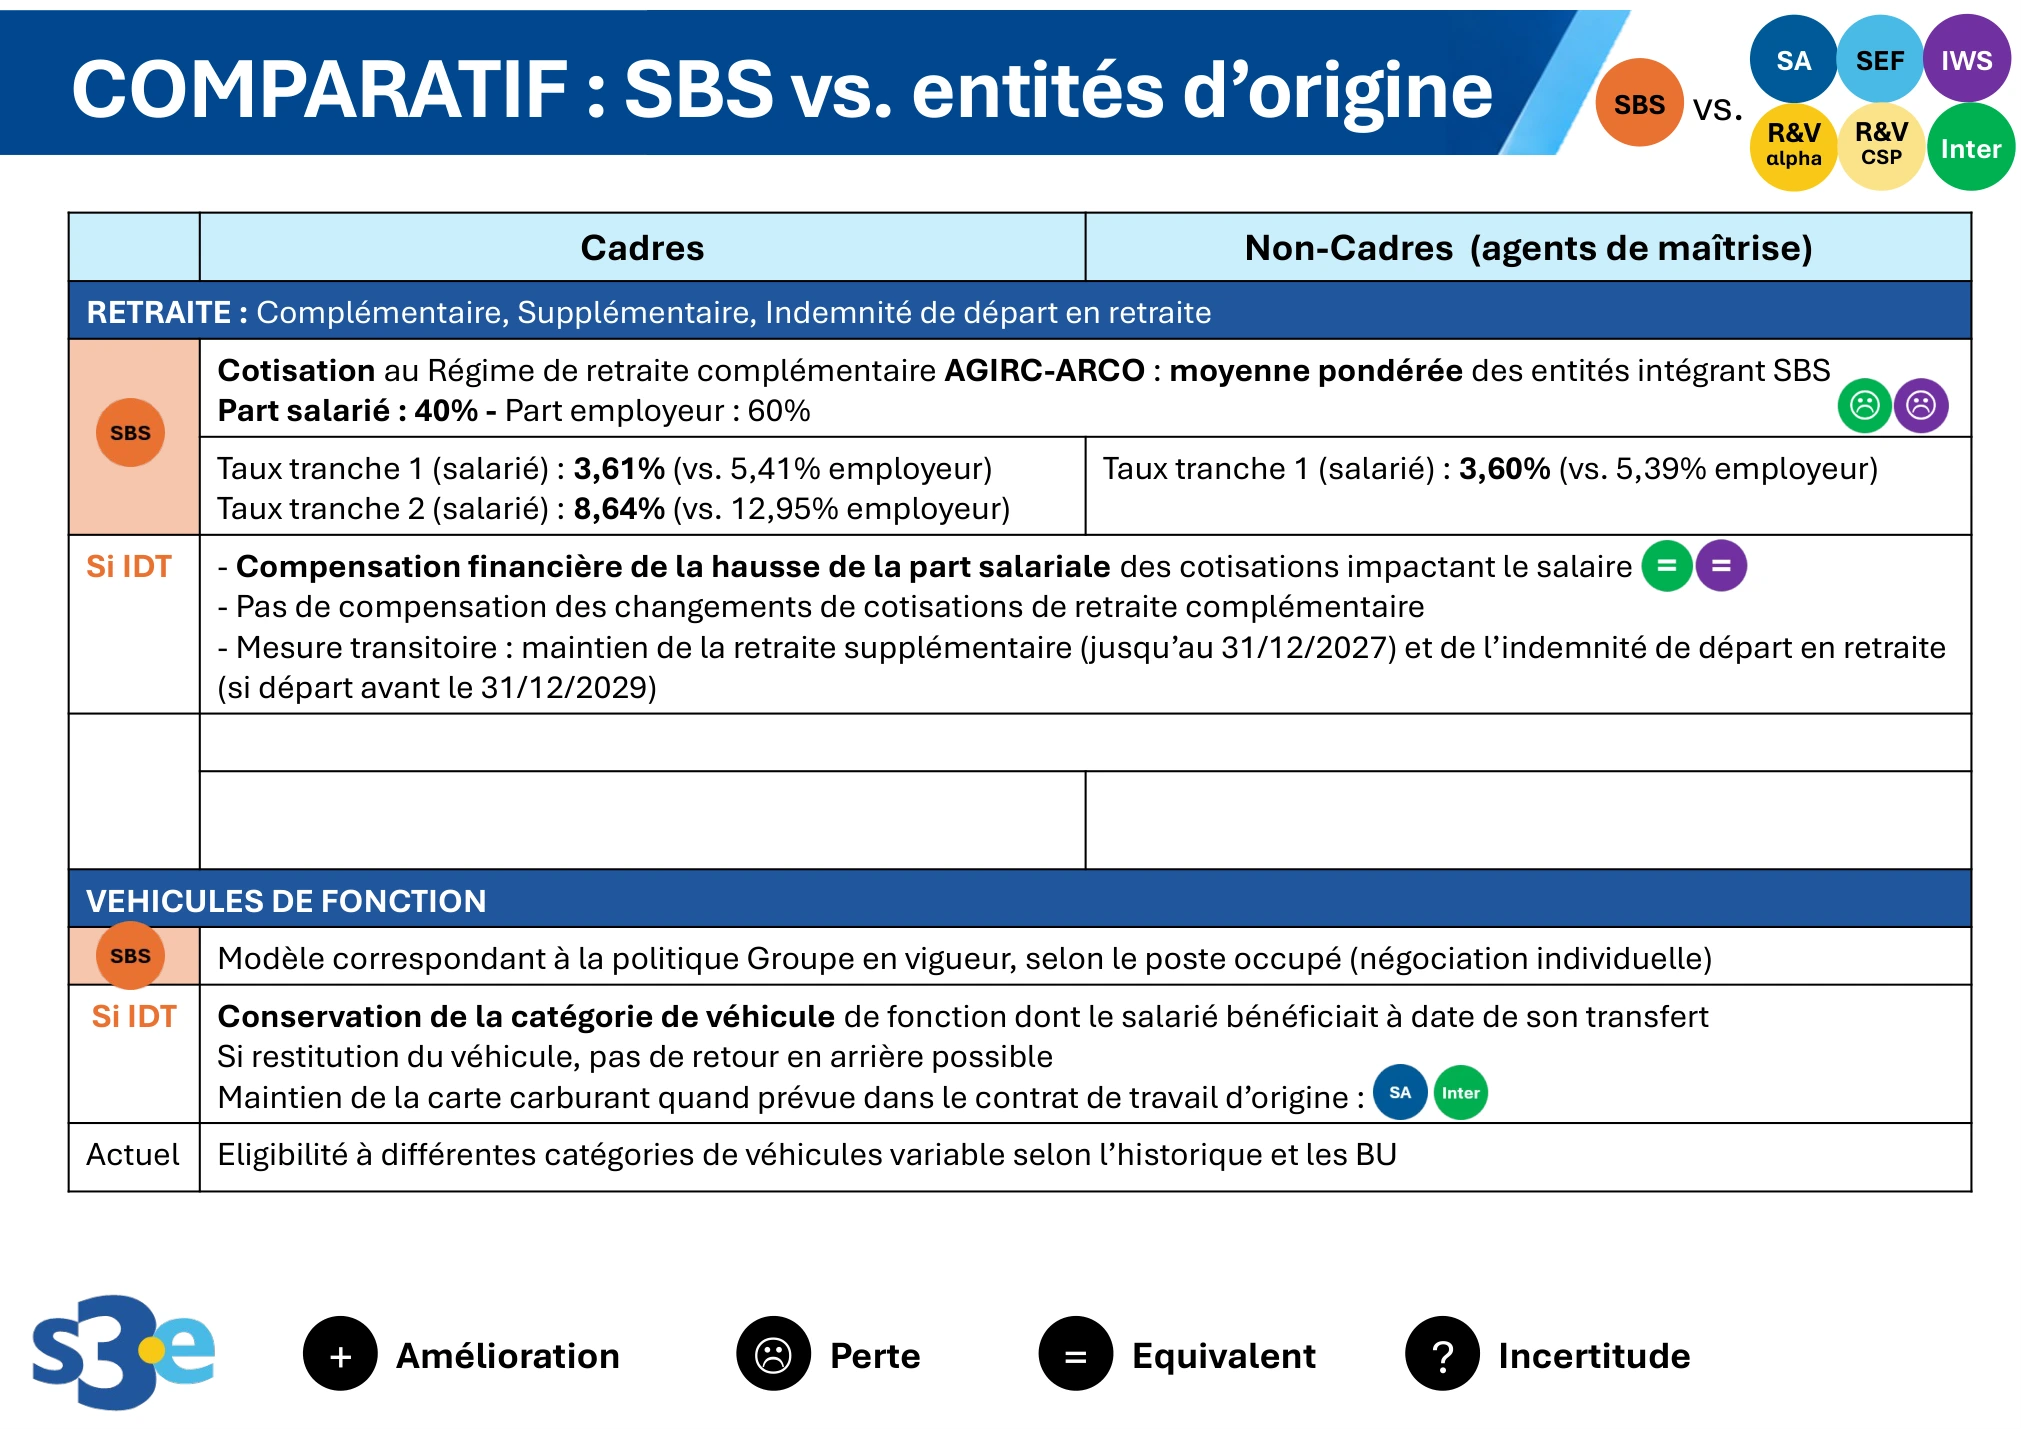 COMPARATIF : SBS vs. entités d’origine
SBS vs.
SA SEF IWS
R&V alpha R&V CSP Inter
Cadres Non-Cadres (agents de maîtrise)
RETRAITE : Complémentaire, Supplémentaire, Indemnité de départ en retraite
SBS
Cotisation au Régime de retraite complémentaire AGIRC-ARCO : moyenne pondérée des entités intégrant SBS
Part salarié : 40% - Part employeur : 60%
Taux tranche 1 (salarié) : 3,61% (vs. 5,41% employeur)
Taux tranche 2 (salarié) : 8,64% (vs. 12,95% employeur)
Taux tranche 1 (salarié) : 3,60% (vs. 5,39% employeur)
Si IDT
- Compensation financière de la hausse de la part salariale des cotisations impactant le salaire = =
- Pas de compensation des changements de cotisations de retraite complémentaire
- Mesure transitoire : maintien de la retraite supplémentaire (jusqu’au 31/12/2027) et de l’indemnité de départ en retraite
(si départ avant le 31/12/2029)
VEHICULES DE FONCTION
SBS
Modèle correspondant à la politique Groupe en vigueur, selon le poste occupé (négociation individuelle)
Si IDT
Conservation de la catégorie de véhicule de fonction dont le salarié bénéficiait à date de son transfert
Si restitution du véhicule, pas de retour en arrière possible
Maintien de la carte carburant quand prévue dans le contrat de travail d’origine : SA Inter
Actuel
Eligibilité à différentes catégories de véhicules variable selon l’historique et les BU
s3e
+ Amélioration
Perte
= Equivalent
? Incertitude